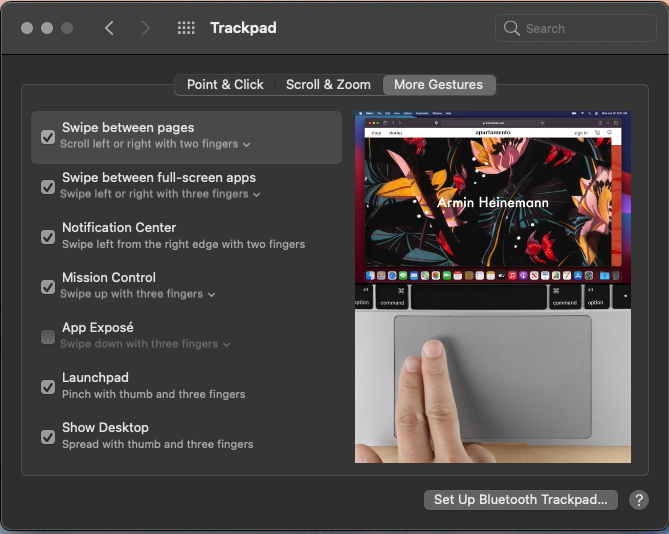 Trackpad
Search
Point & Click
Scroll & Zoom
More Gestures
Swipe between pages
Scroll left or right with two fingers
Swipe between full-screen apps
Swipe left or right with three fingers
Notification Center
Swipe left from the right edge with two fingers
Mission Control
Swipe up with three fingers
App Exposé
Swipe down with three fingers
Launchpad
Pinch with thumb and three fingers
Show Desktop
Spread with thumb and three fingers
shop stories apartamento sign in
Armin Heinemann
⌘ ⌘
option command command option
Set Up Bluetooth Trackpad...
?